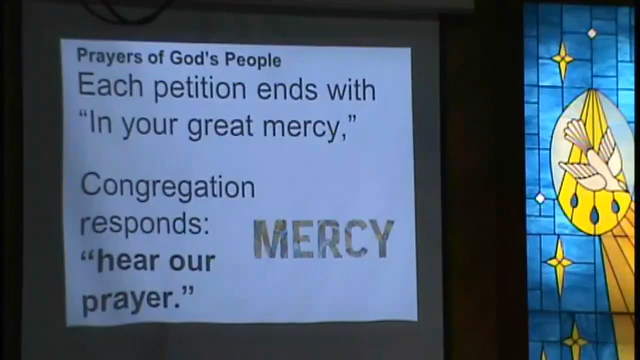 Prayers of God's People
Each petition ends with
“In your great mercy,”
Congregation
responds:
“hear our
prayer.”
MERCY